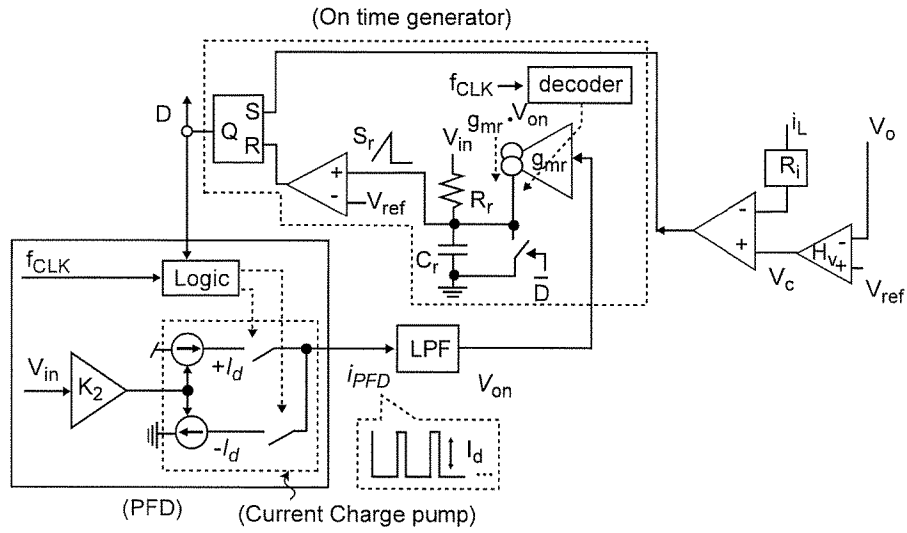 (On time generator)
f_CLK
decoder
D
S
Q
R
S_r
V_in
g_mr·V_on
g_mr
+
-
V_ref
R_r
C_r
D̅
i_L
R_i
V_o
-
+
V_c
H_v
-
+
V_ref
f_CLK
Logic
V_in
K_2
+I_d
-I_d
i_PFD
LPF
V_on
I_d
...
(PFD)
(Current Charge pump)